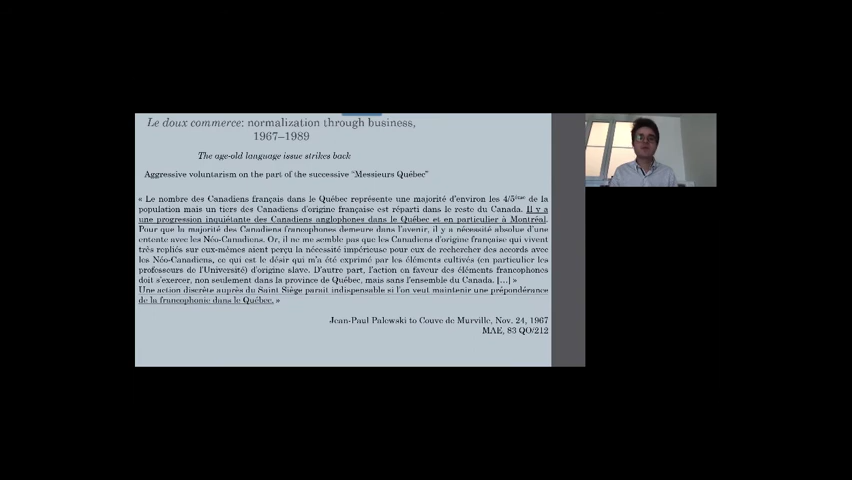 Le doux commerce: normalization through business,
1967–1989
The age-old language issue strikes back
Aggressive voluntarism on the part of the successive “Messieurs Québec”
« Le nombre des Canadiens français dans le Québec représente une majorité d'environ les 4/5ème de la
population mais un tiers des Canadiens d'origine française est réparti dans le reste du Canada. Il y a
une progression inquiétante des Canadiens anglophones dans le Québec et en particulier à Montréal.
Pour que la majorité des Canadiens francophones demeure dans l'avenir, il y a nécessité absolue d'une
entente avec les Néo-Canadiens. Or, il ne me semble pas que les Canadiens d'origine française qui vivent
très repliés sur eux-mêmes aient perçu la nécessité impérieuse pour eux de rechercher des accords avec
les Néo-Canadiens, ce qui est le désir qui m'a été exprimé par les éléments cultivés (en particulier les
professeurs de l'Université) d'origine slave. D'autre part, l'action en faveur des éléments francophones
doit s'exercer, non seulement dans la province de Québec, mais sans l'ensemble du Canada. […] »
Une action discrète auprès du Saint Siège parait indispensable si l'on veut maintenir une prépondérance
de la francophonie dans le Québec. »
Jean-Paul Palewski to Couve de Murville, Nov. 24, 1967
MAE, 83 QO/212